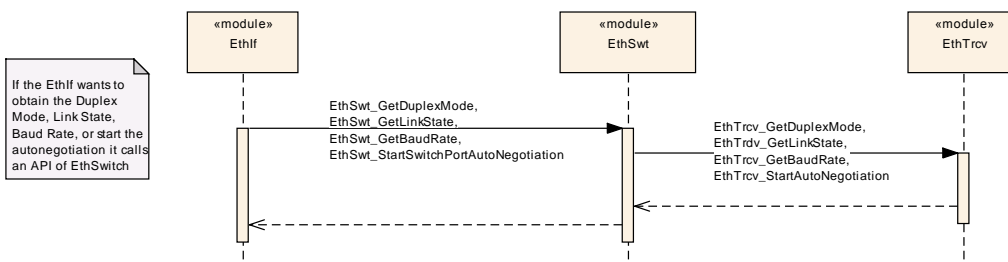 «module»
EthIf
«module»
EthSwt
«module»
EthTrcv
If the EthIf wants to
obtain the Duplex
Mode, Link State,
Baud Rate, or start the
autonegotiation it calls
an API of EthSwitch
EthSwt_GetDuplexMode,
EthSwt_GetLinkState,
EthSwt_GetBaudRate,
EthSwt_StartSwitchPortAutoNegotiation
EthTrcv_GetDuplexMode,
EthTrdv_GetLinkState,
EthTrcv_GetBaudRate,
EthTrcv_StartAutoNegotiation